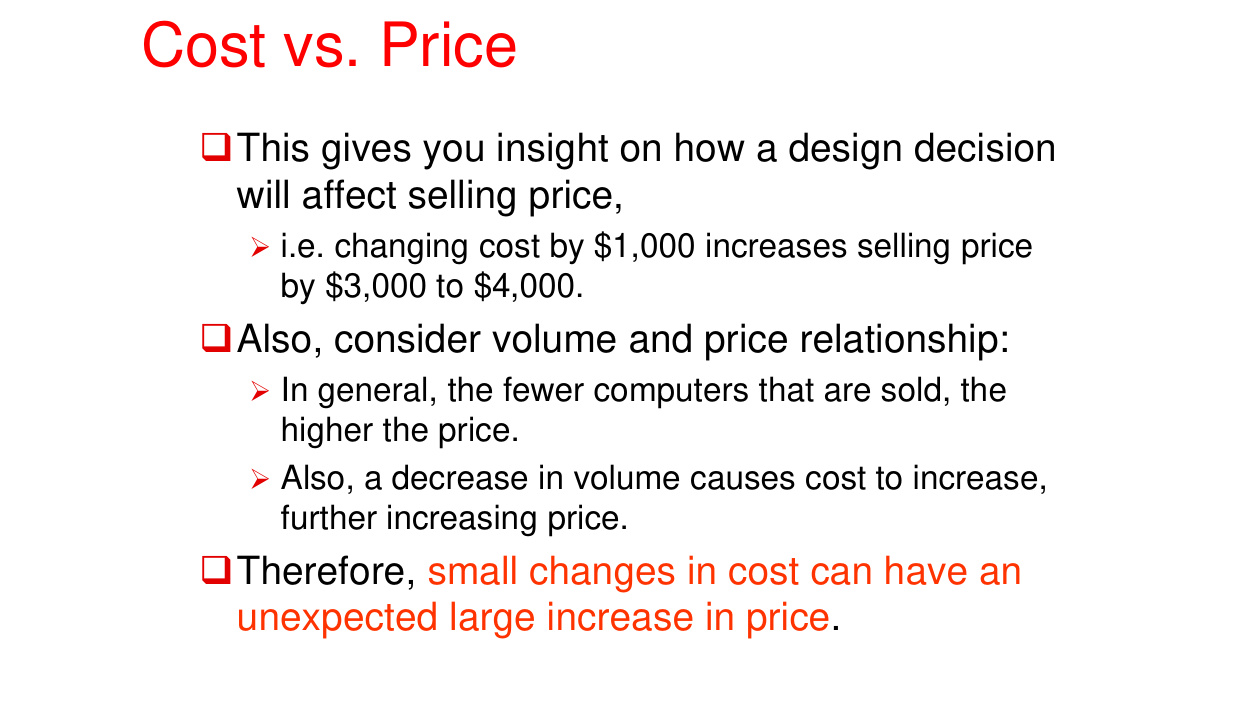 Cost vs. Price
❑This gives you insight on how a design decision
will affect selling price,
➢ i.e. changing cost by $1,000 increases selling price
by $3,000 to $4,000.
❑Also, consider volume and price relationship:
➢ In general, the fewer computers that are sold, the
higher the price.
➢ Also, a decrease in volume causes cost to increase,
further increasing price.
❑Therefore, small changes in cost can have an
unexpected large increase in price.